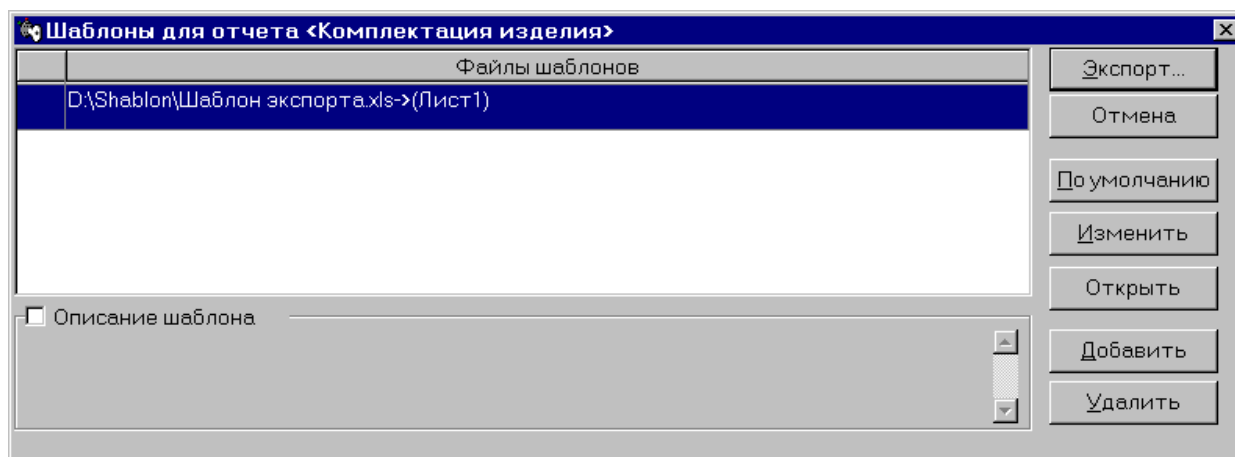 Шаблоны для отчета <Комплектация изделия>
Файлы шаблонов
D:\Shablon\Шаблон экспорта.xls->(Лист1)
Экспорт...
Отмена
По умолчанию
Изменить
Открыть
Описание шаблона
Добавить
Удалить